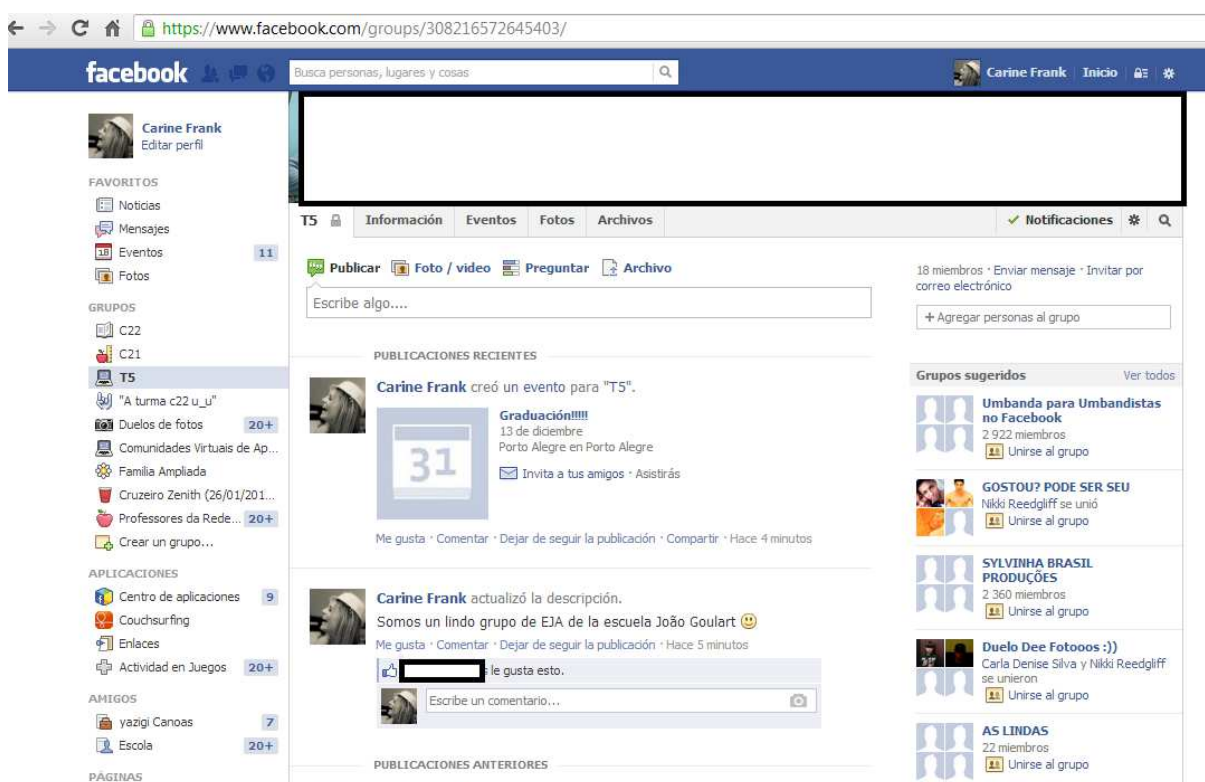 https://www.facebook.com/groups/308216572645403/
facebook
Busca personas, lugares y cosas
Carine Frank Inicio
Carine Frank
Editar perfil
FAVORITOS
Noticias
Mensajes
Eventos 11
Fotos
GRUPOS
C22
C21
T5
"A turma c22 u_u"
Duelos de fotos 20+
Comunidades Virtuais de Ap...
Familia Ampliada
Cruzeiro Zenith (26/01/201...
Professores da Rede... 20+
Crear un grupo...
APLICACIONES
Centro de aplicaciones 9
Couchsurfing
Enlaces
Actividad en Juegos 20+
AMIGOS
yazigi Canoas 7
Escola 20+
PÁGINAS
T5 Información Eventos Fotos Archivos
Notificaciones
Publicar Foto / video Preguntar Archivo
Escribe algo....
PUBLICACIONES RECIENTES
Carine Frank creó un evento para "T5".
31
Graduación!!!!!
13 de diciembre
Porto Alegre en Porto Alegre
Invita a tus amigos · Asistirás
Me gusta · Comentar · Dejar de seguir la publicación · Compartir · Hace 4 minutos
Carine Frank actualizó la descripción.
Somos un lindo grupo de EJA de la escuela João Goulart
Me gusta · Comentar · Dejar de seguir la publicación · Hace 5 minutos
le gusta esto.
Escribe un comentario...
PUBLICACIONES ANTERIORES
18 miembros · Enviar mensaje · Invitar por
correo electrónico
+ Agregar personas al grupo
Grupos sugeridos Ver todos
Umbanda para Umbandistas
no Facebook
2 922 miembros
Unirse al grupo
GOSTOU? PODE SER SEU
Nikki Reedgliff se unió
Unirse al grupo
SYLVINHA BRASIL
PRODUÇÕES
2 360 miembros
Unirse al grupo
Duelo Dee Fotooos :))
Carla Denise Silva y Nikki Reedgliff
se unieron
Unirse al grupo
AS LINDAS
22 miembros
Unirse al grupo